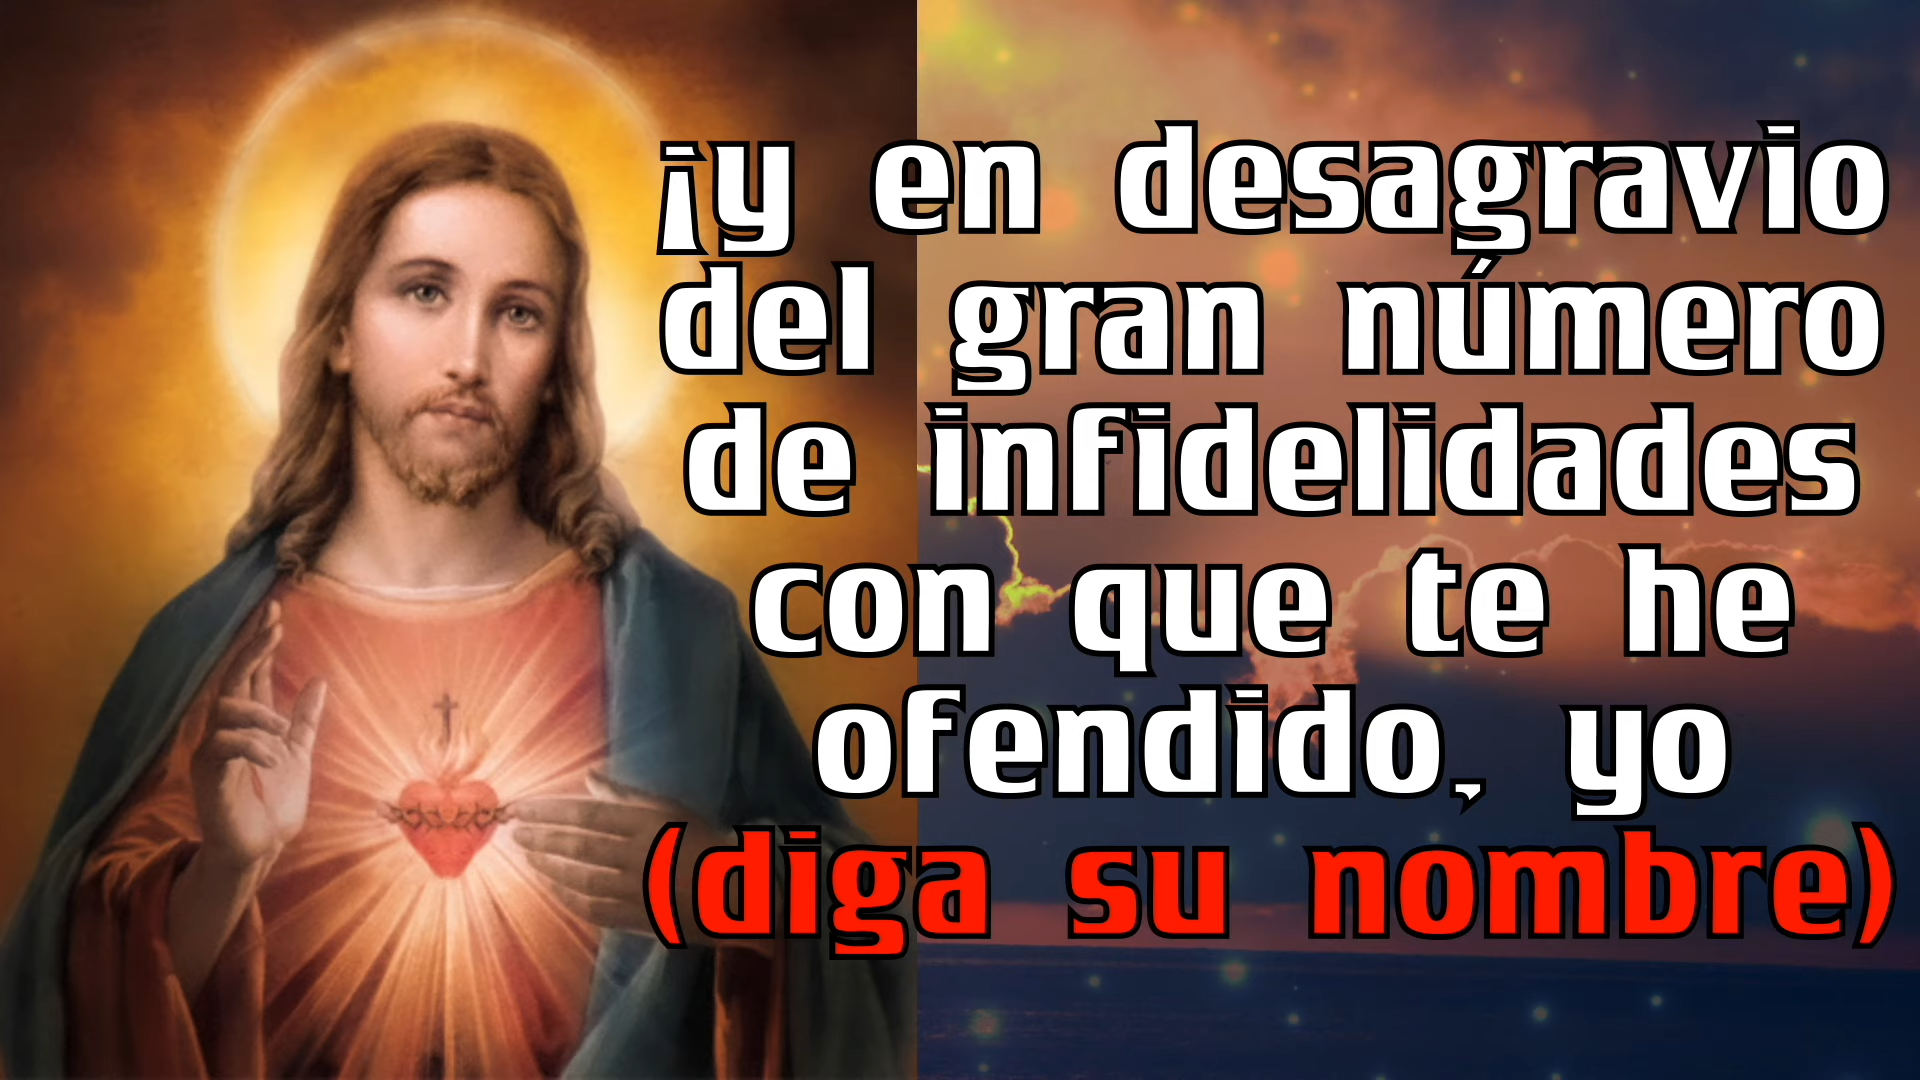 ¡y en desagravio
del gran número
de infidelidades
con que te he
ofendido, yo
(diga su nombre)